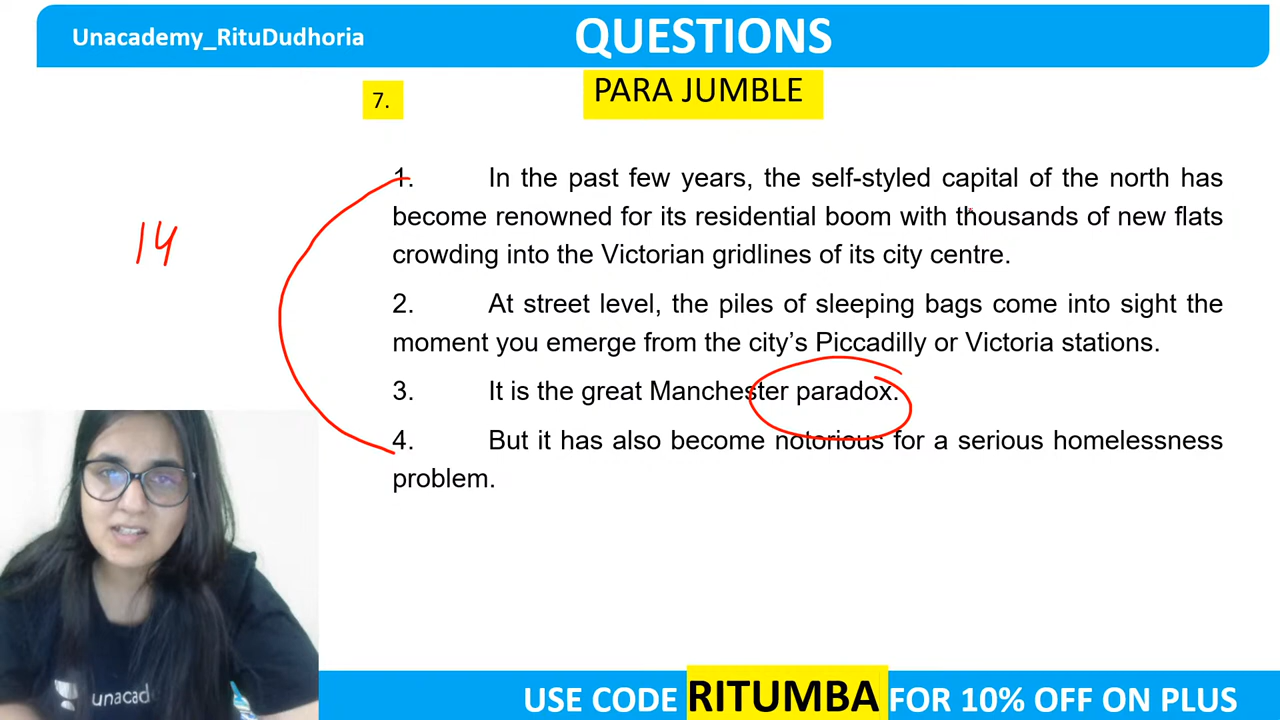 Unacademy_RituDudhoria
QUESTIONS
PARA JUMBLE
7.
1. In the past few years, the self-styled capital of the north has
become renowned for its residential boom with thousands of new flats
crowding into the Victorian gridlines of its city centre.
14
2. At street level, the piles of sleeping bags come into sight the
moment you emerge from the city’s Piccadilly or Victoria stations.
3. It is the great Manchester paradox.
4. But it has also become notorious for a serious homelessness
problem.
unacade
USE CODE RITUMBA FOR 10% OFF ON PLUS